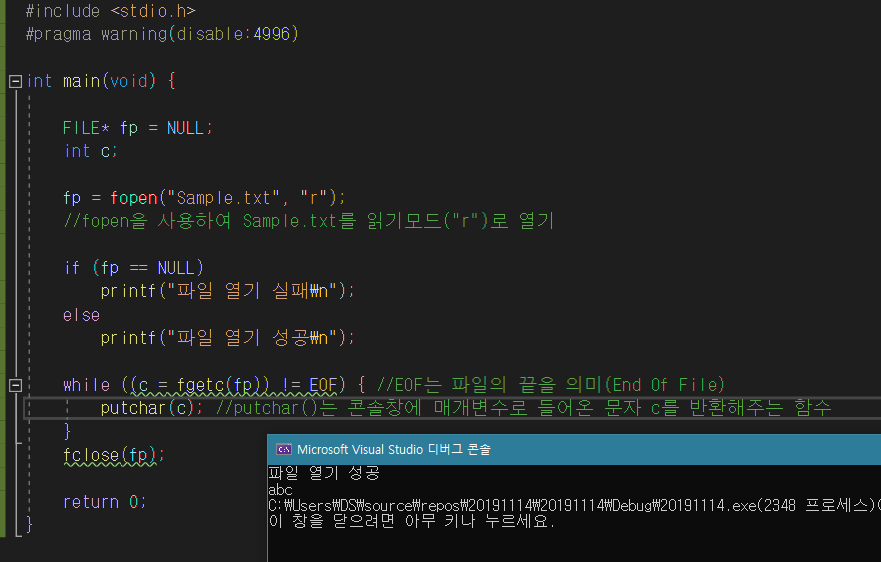 #include <stdio.h>
#pragma warning(disable:4996)
int main(void) {
FILE* fp = NULL;
int c;
fp = fopen("Sample.txt", "r");
//fopen을 사용하여 Sample.txt를 읽기모드("r")로 열기
if (fp == NULL)
printf("파일 열기 실패₩n");
else
printf("파일 열기 성공₩n");
while ((c = fgetc(fp)) != EOF) { //EOF는 파일의 끝을 의미(End Of File)
putchar(c); //putchar()는 콘솔창에 매개변수로 들어온 문자 c를 반환해주는 함수
}
fclose(fp);
return 0;
}
Microsoft Visual Studio 디버그 콘솔
파일 열기 성공
abc
C:₩Users₩DS₩source₩repos₩20191114₩20191114₩Debug₩20191114.exe(2348 프로세스)(
이 창을 닫으려면 아무 키나 누르세요.